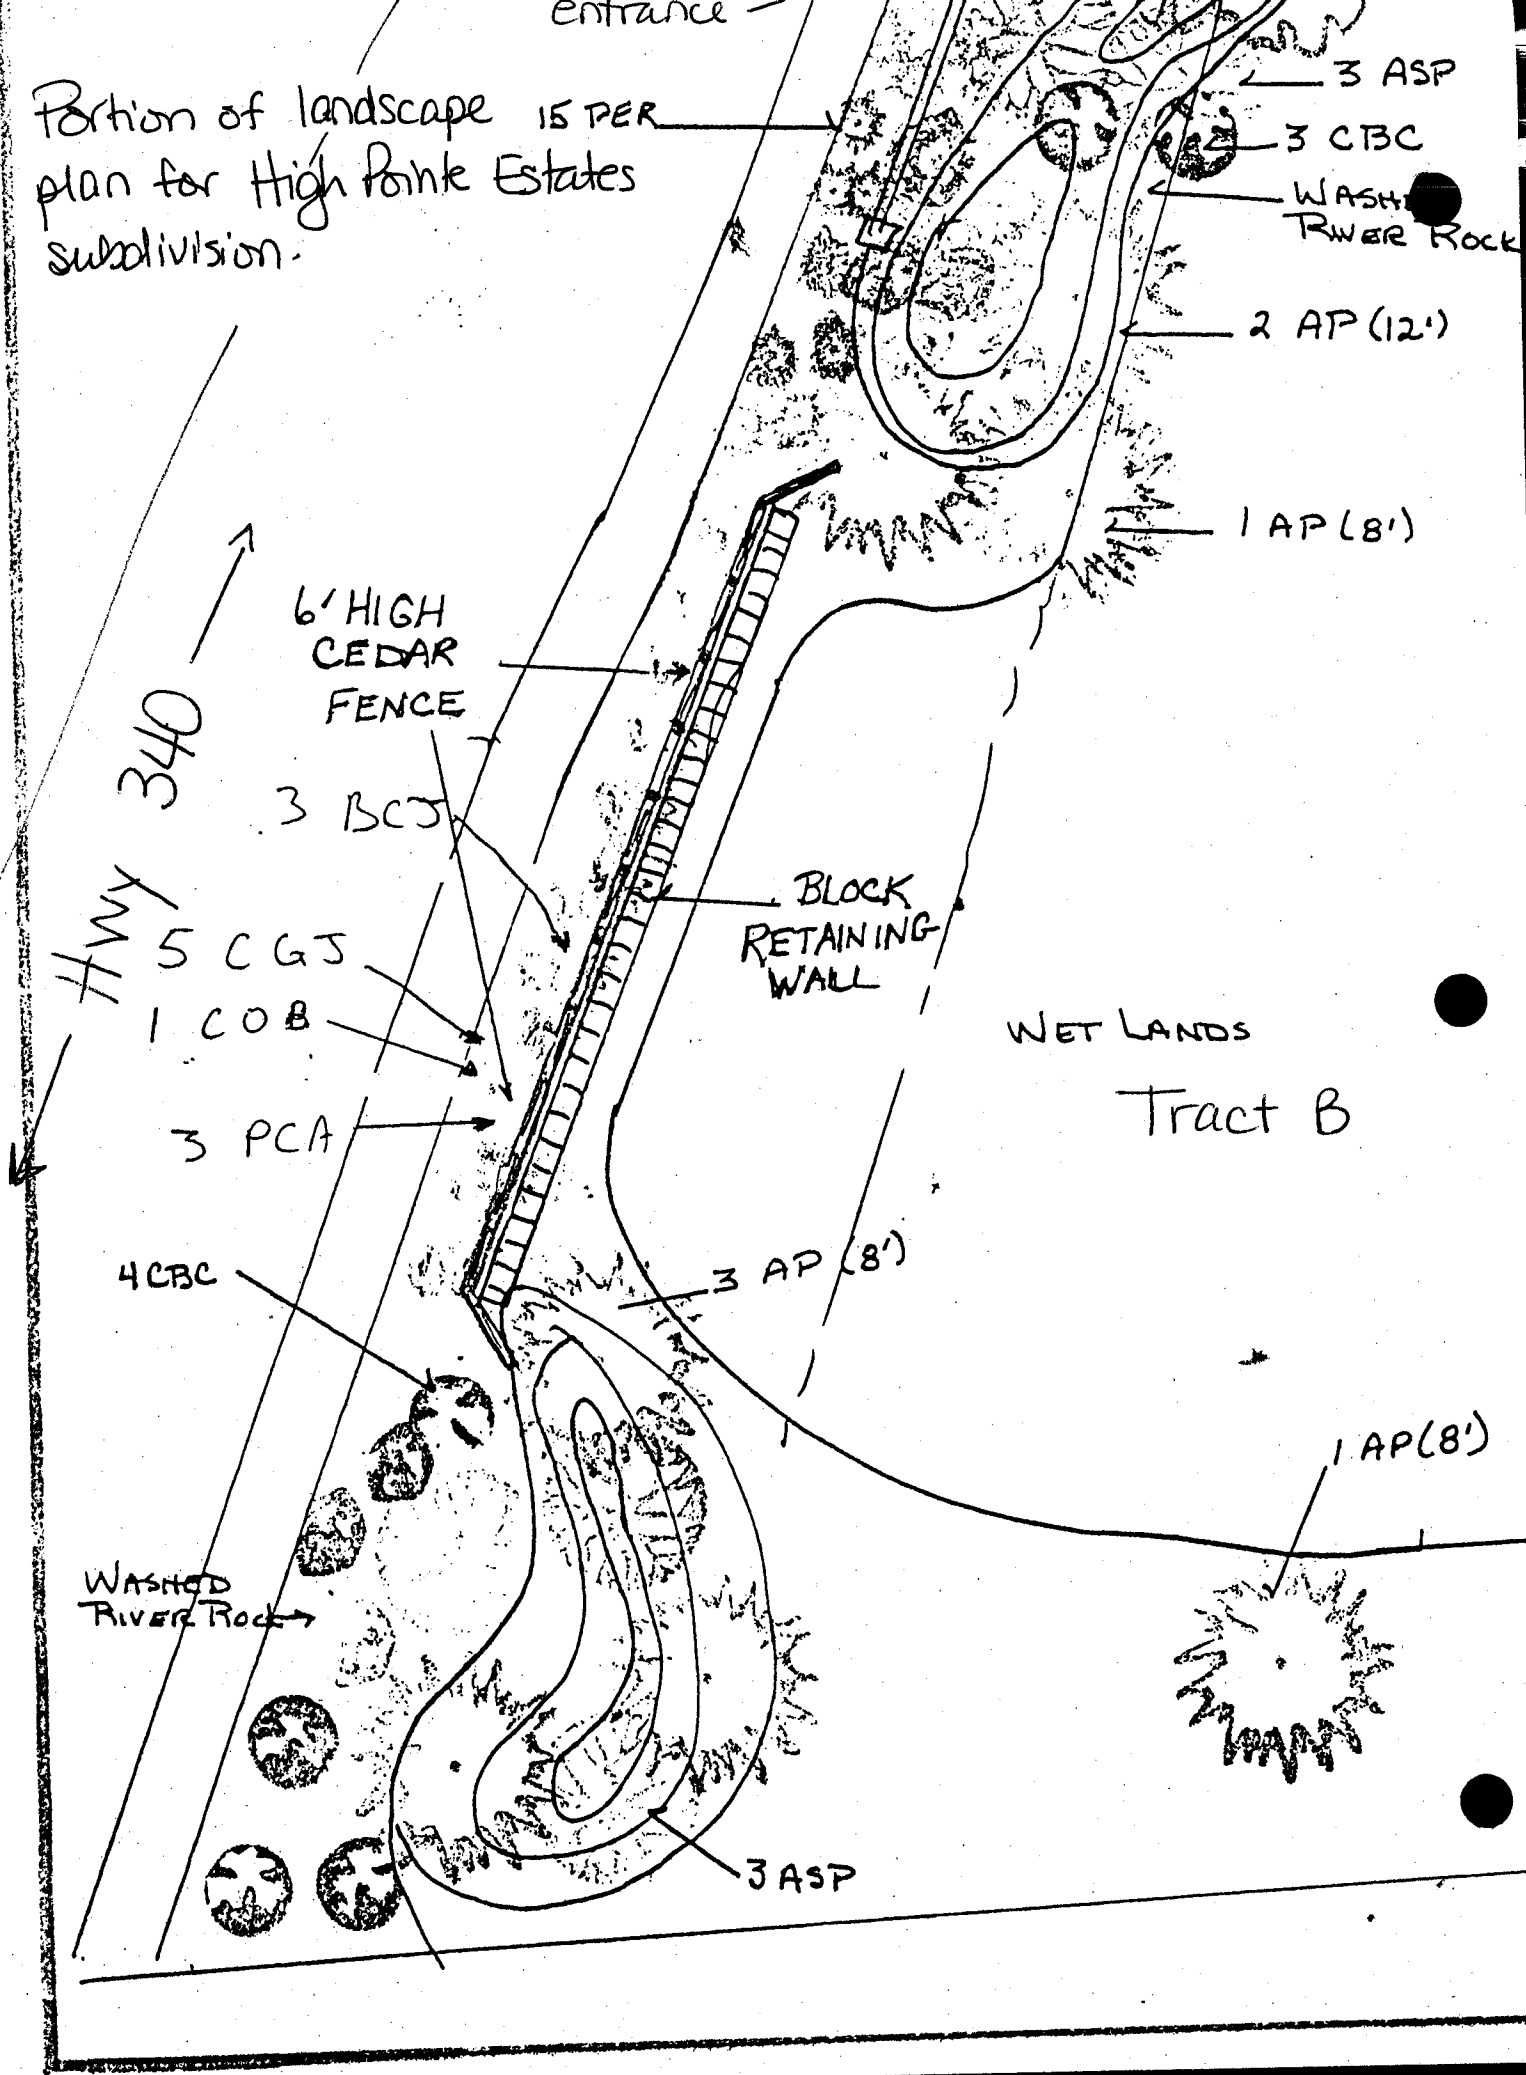 entrance
Portion of landscape
plan for High Pointe Estates
subdivision.
15 PER
3 ASP
3 CBC
WASHED
RIVER ROCK
2 AP (12')
1 AP (8')
6' HIGH
CEDAR
FENCE
HWY 340
3 BCJ
5 CGJ
1 COB
3 PCA
BLOCK
RETAINING
WALL
WET LANDS
Tract B
4 CBC
3 AP (8')
1 AP (8')
WASHED
RIVER ROCK
3 ASP